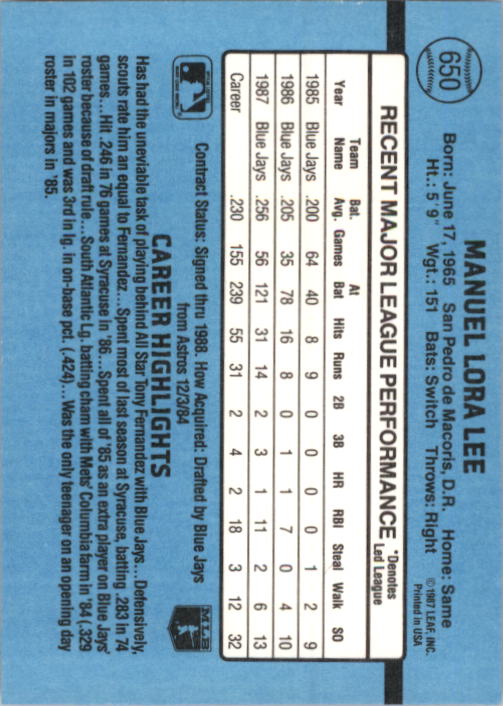 650
MANUEL LORA LEE
Born: June 17, 1965 San Pedro de Macoris, D.R. Home: Same
Ht.: 5'9" Wgt.: 151 Bats: Switch Throws: Right
©1987 LEAF, INC.
Printed in USA
RECENT MAJOR LEAGUE PERFORMANCE *Denotes Led League
Year Team Name Bat. Avg. Games At Bat Hits Runs 2B 3B HR RBI Steal Walk SO
1985 Blue Jays .200 64 40 8 9 0 0 0 0 1 2 9
1986 Blue Jays .205 35 78 16 8 0 1 1 7 0 4 10
1987 Blue Jays .256 56 121 31 14 2 3 1 11 2 6 13
Career .230 155 239 55 31 2 4 2 18 3 12 32
Contract Status: Signed thru 1988. How Acquired: Drafted by Blue Jays
from Astros 12/3/84
MLB
CAREER HIGHLIGHTS
Has had the uneviable task of playing behind All Star Tony Fernandez with Blue Jays...Defensively,
scouts rate him an equal to Fernandez...Spent most of last season at Syracuse, batting .283 in 74
games...Hit .246 in 76 games at Syracuse in '86...Spent all of '85 as an extra player on Blue Jays'
roster because of draft rule...South Atlantic Lg. batting champ with Mets' Columbia farm in '84 (.329
in 102 games and was 3rd in lg. in on-base pct. (.424)...Was the only teenager on an opening day
roster in majors in '85.